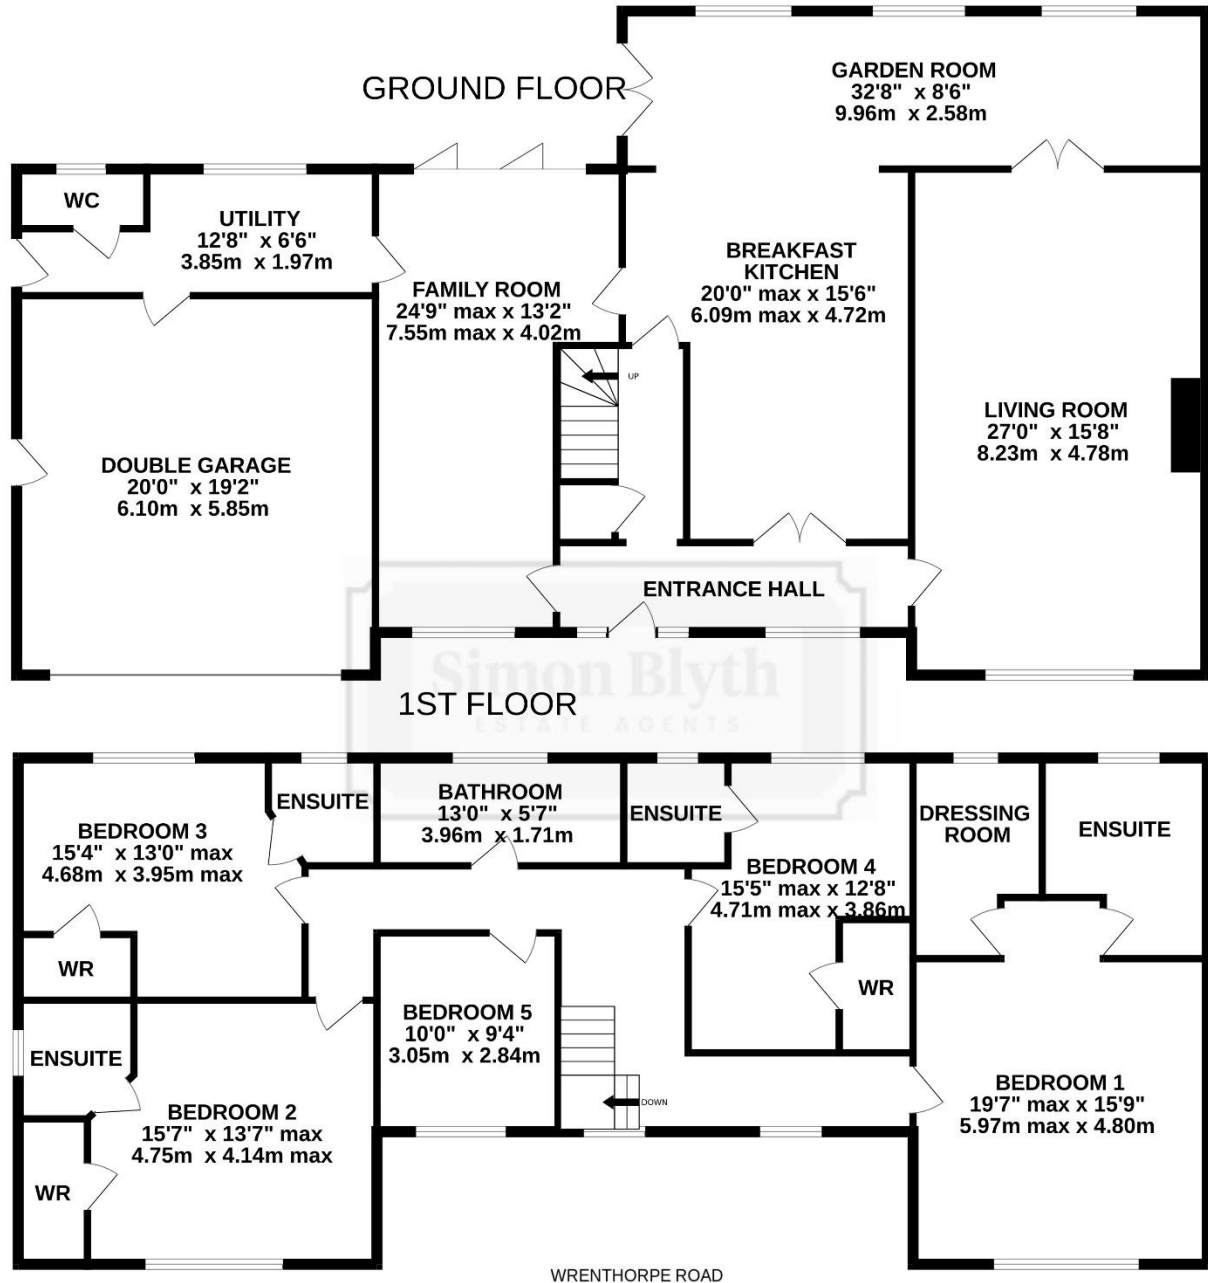 GROUND FLOOR
GARDEN ROOM
32'8" x 8'6"
9.96m x 2.58m
WC
UTILITY
12'8" x 6'6"
3.85m x 1.97m
FAMILY ROOM
24'9" max x 13'2"
7.55m max x 4.02m
BREAKFAST
KITCHEN
20'0" max x 15'6"
6.09m max x 4.72m
UP
LIVING ROOM
27'0" x 15'8"
8.23m x 4.78m
DOUBLE GARAGE
20'0" x 19'2"
6.10m x 5.85m
ENTRANCE HALL
Simon Blyth
ESTATE AGENTS
1ST FLOOR
BEDROOM 3
15'4" x 13'0" max
4.68m x 3.95m max
ENSUITE
BATHROOM
13'0" x 5'7"
3.96m x 1.71m
ENSUITE
BEDROOM 4
15'5" max x 12'8"
4.71m max x 3.86m
DRESSING
ROOM
ENSUITE
WR
WR
ENSUITE
BEDROOM 5
10'0" x 9'4"
3.05m x 2.84m
DOWN
BEDROOM 2
15'7" x 13'7" max
4.75m x 4.14m max
WR
BEDROOM 1
19'7" max x 15'9"
5.97m max x 4.80m
WRENTHORPE ROAD